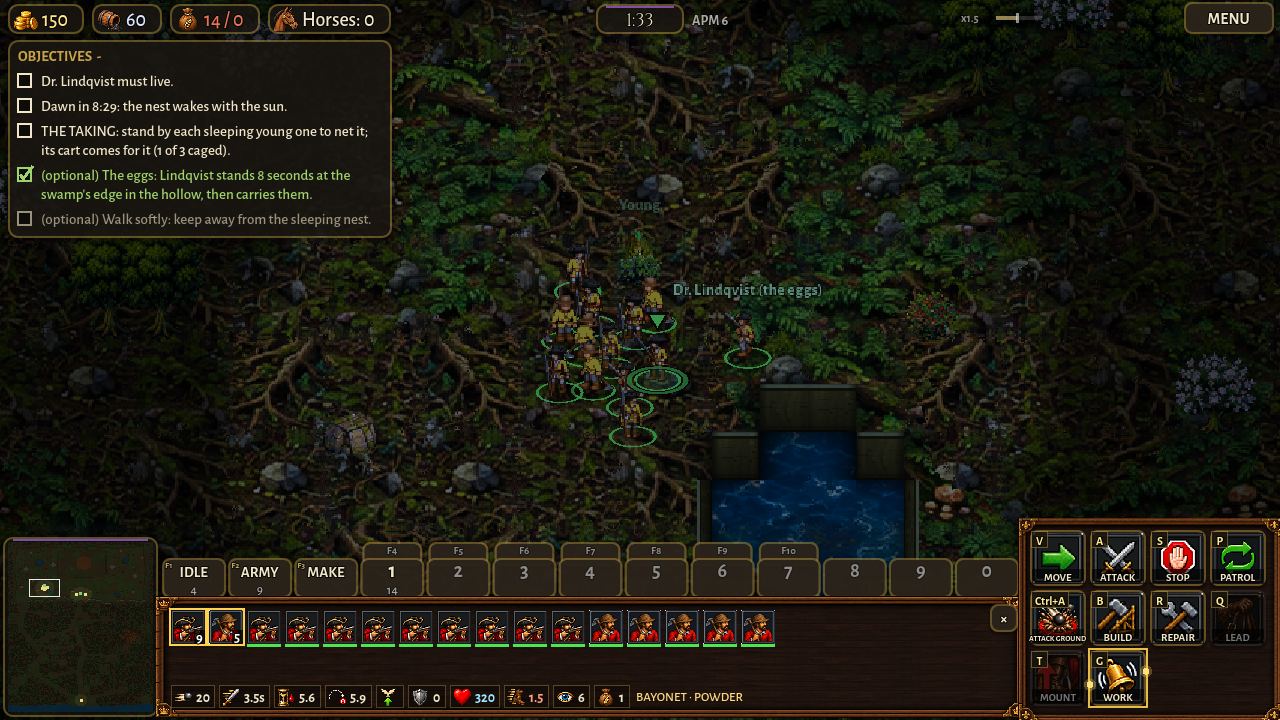 150
60
14 / 0
Horses: 0
1:33
APM 6
x1.5
MENU
OBJECTIVES -
Dr. Lindqvist must live.
Dawn in 8:29: the nest wakes with the sun.
THE TAKING: stand by each sleeping young one to net it;
its cart comes for it (1 of 3 caged).
(optional) The eggs: Lindqvist stands 8 seconds at the
swamp's edge in the hollow, then carries them.
(optional) Walk softly: keep away from the sleeping nest.
Young
Dr. Lindqvist (the eggs)
F1 IDLE 4
F2 ARMY 9
F3 MAKE
F4 1 14
F5 2
F6 3
F7 4
F8 5
F9 6
F10 7
8
9
0
9
5
×
20
3.5s
5.6
5.9
0
320
1.5
6
1
BAYONET · POWDER
V MOVE
A ATTACK
S STOP
P PATROL
Ctrl+A ATTACK GROUND
B BUILD
R REPAIR
Q LEAD
T MOUNT
G WORK